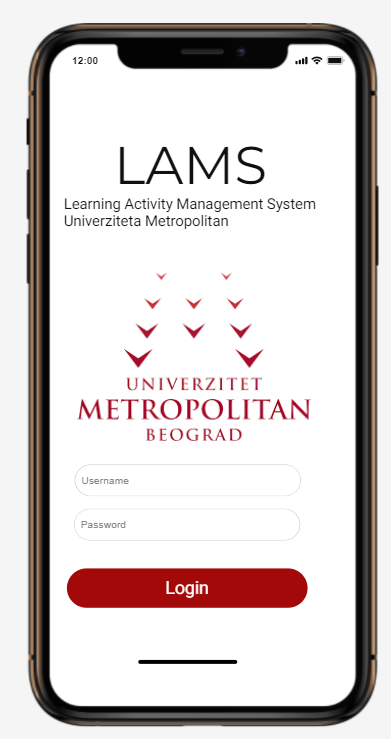 12:00
LAMS
Learning Activity Management System
Univerziteta Metropolitan
UNIVERZITET
METROPOLITAN
BEOGRAD
Username
Password
Login